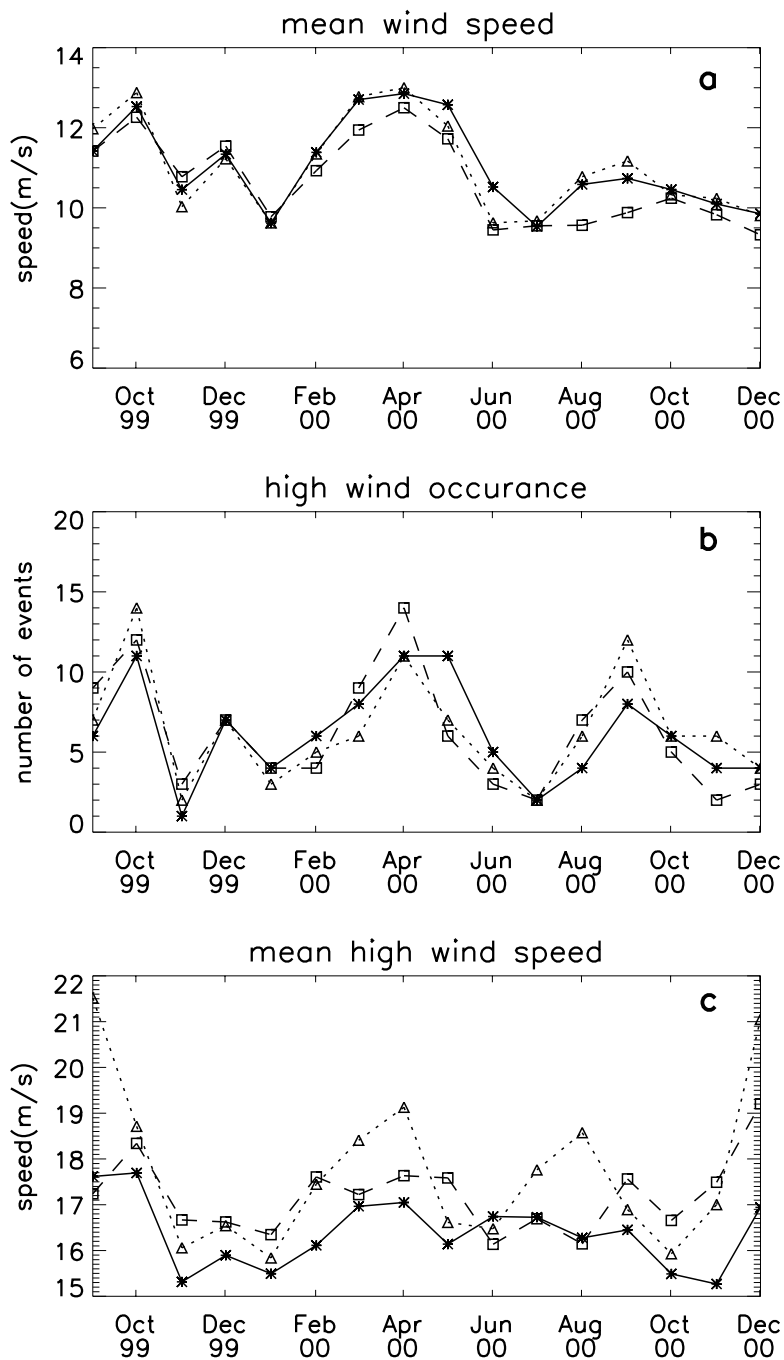 mean wind speed
a
speed(m/s)
14
12
10
8
6
Oct Dec Feb Apr Jun Aug Oct Dec
99 99 00 00 00 00 00 00
high wind occurance
b
number of events
20
15
10
5
0
Oct Dec Feb Apr Jun Aug Oct Dec
99 99 00 00 00 00 00 00
mean high wind speed
c
speed(m/s)
22
21
20
19
18
17
16
15
Oct Dec Feb Apr Jun Aug Oct Dec
99 99 00 00 00 00 00 00